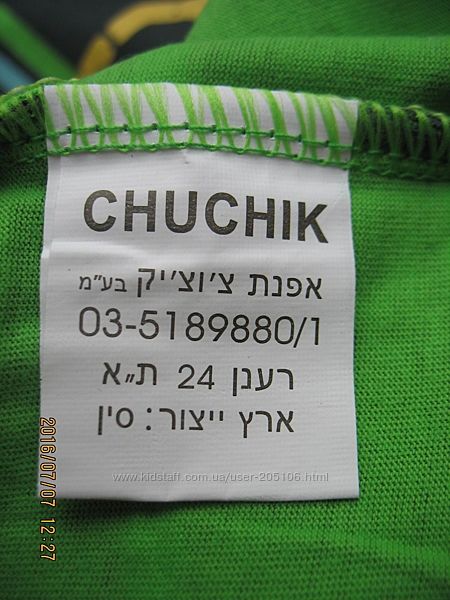 CHUCHIK
אפנת צ׳וצ׳יק בע״מ
03-5189880/1
רענן 24 ת״א
ארץ ייצור: סין
www.kidstaff.com.ua/user-205106.html
2016/07/07 12:27